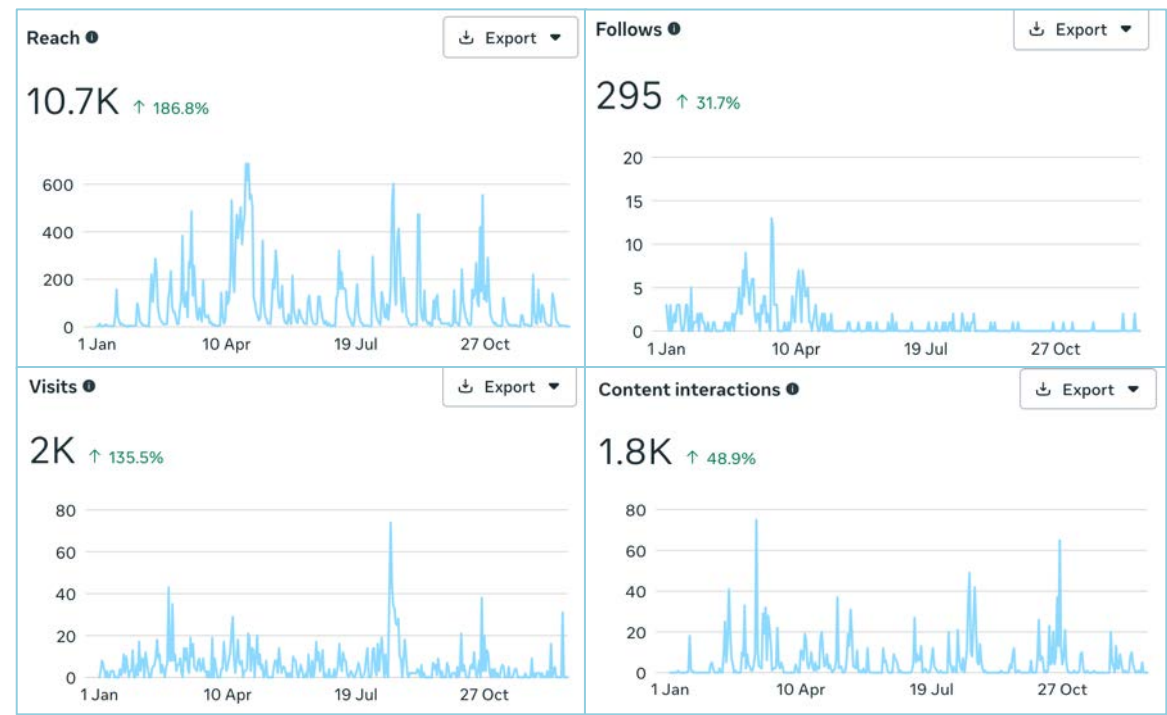 Reach
Export
10.7K ↑ 186.8%
600
400
200
0
1 Jan 10 Apr 19 Jul 27 Oct
Follows
Export
295 ↑ 31.7%
20
15
10
5
0
1 Jan 10 Apr 19 Jul 27 Oct
Visits
Export
2K ↑ 135.5%
80
60
40
20
0
1 Jan 10 Apr 19 Jul 27 Oct
Content interactions
Export
1.8K ↑ 48.9%
80
60
40
20
0
1 Jan 10 Apr 19 Jul 27 Oct